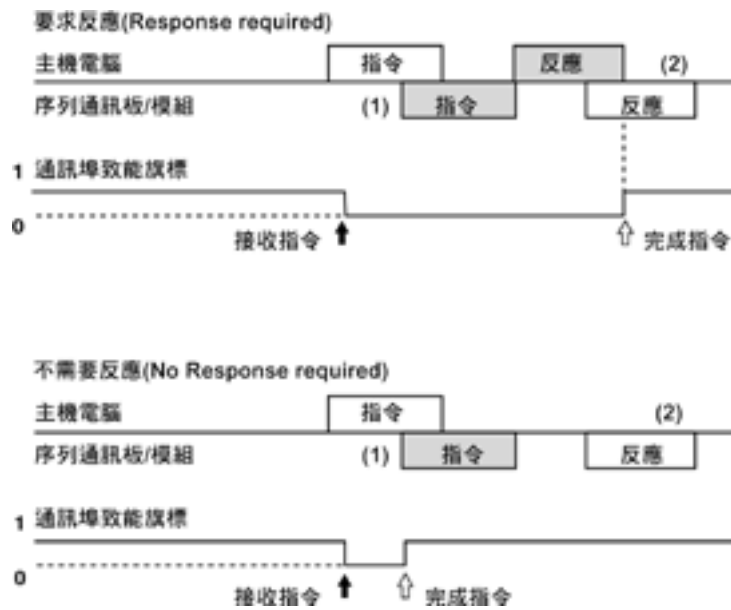 要求反應(Response required)
主機電腦 指令 反應 (2)
序列通訊板/模組 (1) 指令 反應
1 通訊埠致能旗標
0
接收指令 完成指令
不需要反應(No Response required)
主機電腦 指令 (2)
序列通訊板/模組 (1) 指令 反應
1 通訊埠致能旗標
0
接收指令 完成指令